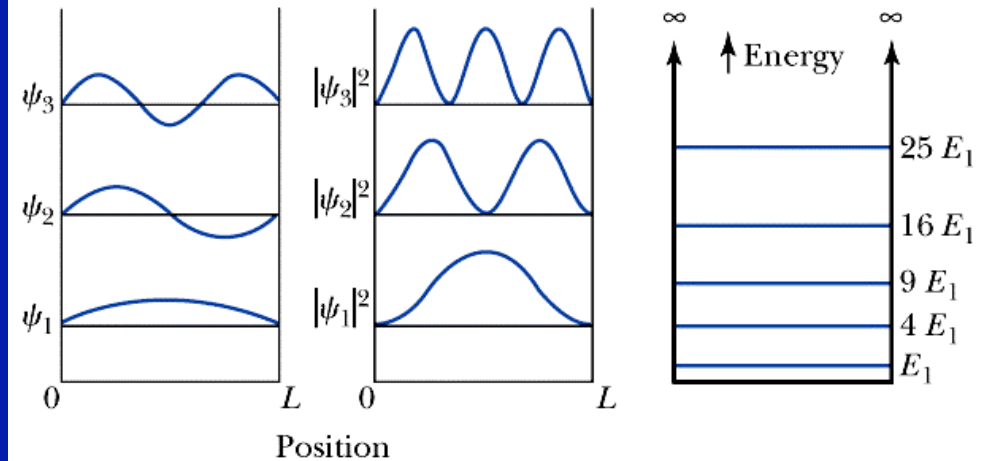 ψ3
ψ2
ψ1
0
L
|ψ3|²
|ψ2|²
|ψ1|²
0
L
Position
∞
∞
Energy
25 E1
16 E1
9 E1
4 E1
E1